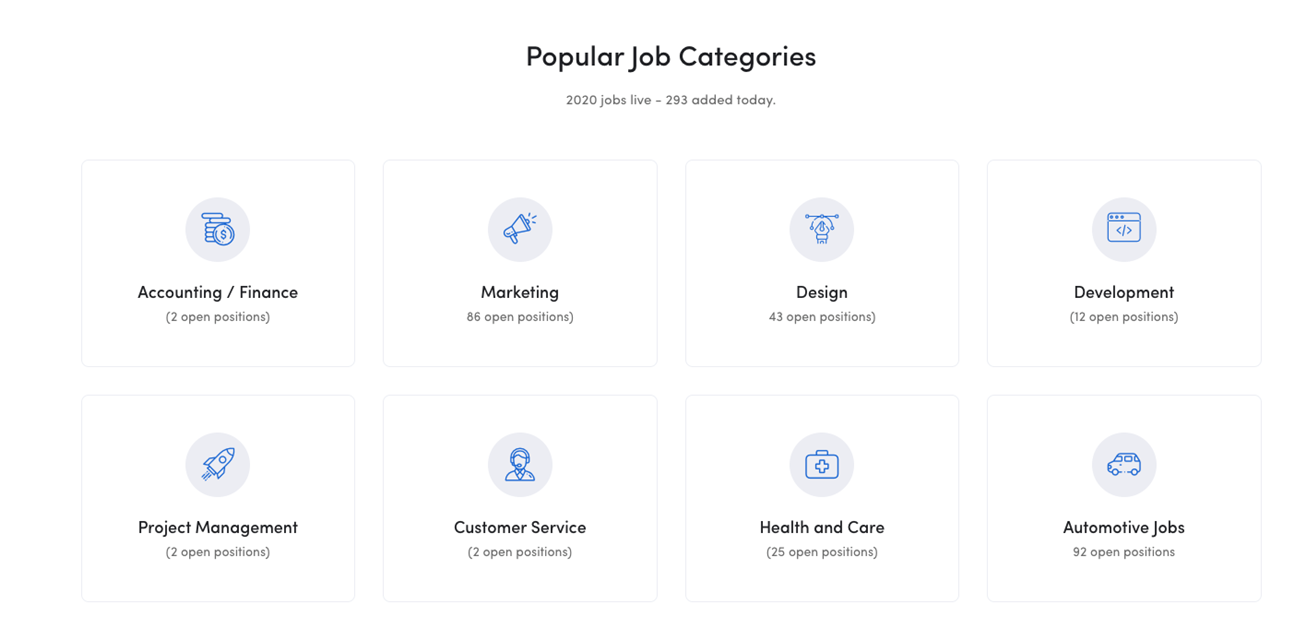 Popular Job Categories
2020 jobs live - 293 added today.
Accounting / Finance
(2 open positions)
Marketing
86 open positions)
Design
43 open positions)
Development
(12 open positions)
Project Management
(2 open positions)
Customer Service
(2 open positions)
Health and Care
(25 open positions)
Automotive Jobs
92 open positions